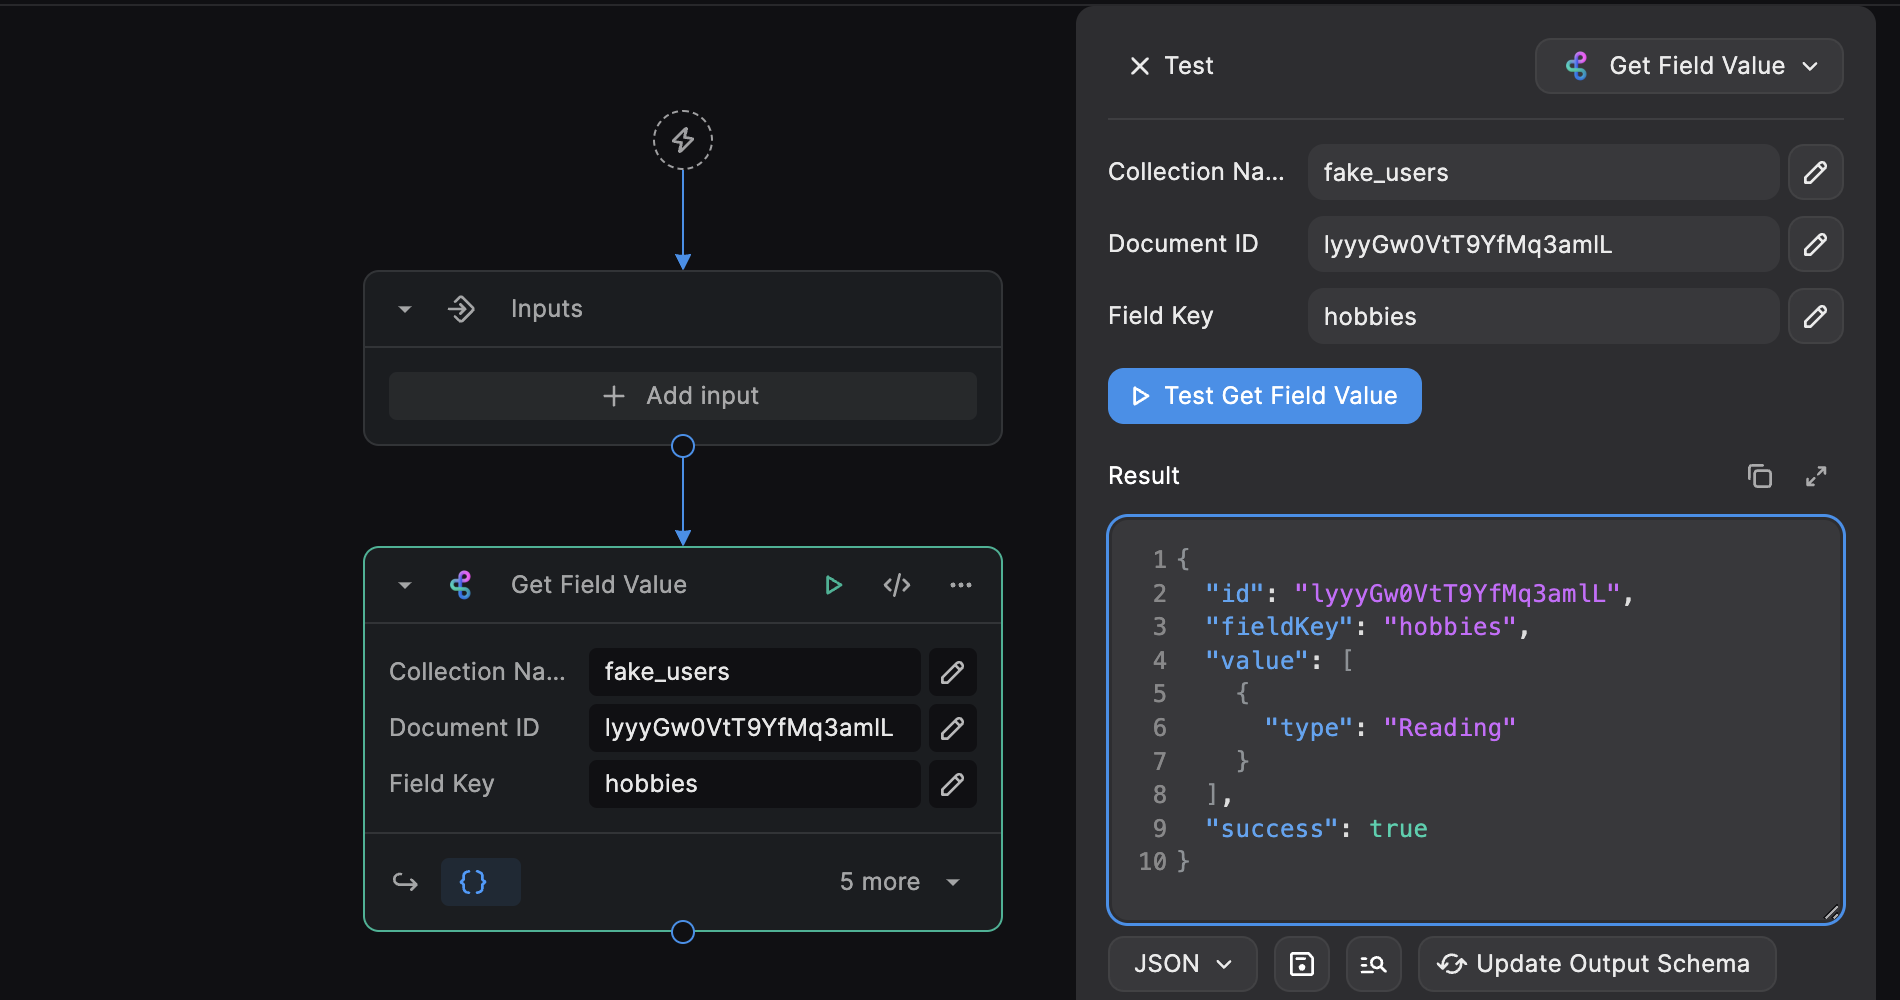 Inputs
Add input
Get Field Value
Collection Na... fake_users
Document ID lyyyGw0VtT9YfMq3amlL
Field Key hobbies
{} 5 more
Test
Get Field Value
Collection Na... fake_users
Document ID lyyyGw0VtT9YfMq3amlL
Field Key hobbies
Test Get Field Value
Result
1 {
2 "id": "lyyyGw0VtT9YfMq3amlL",
3 "fieldKey": "hobbies",
4 "value": [
5 {
6 "type": "Reading"
7 }
8 ],
9 "success": true
10 }
JSON
Update Output Schema